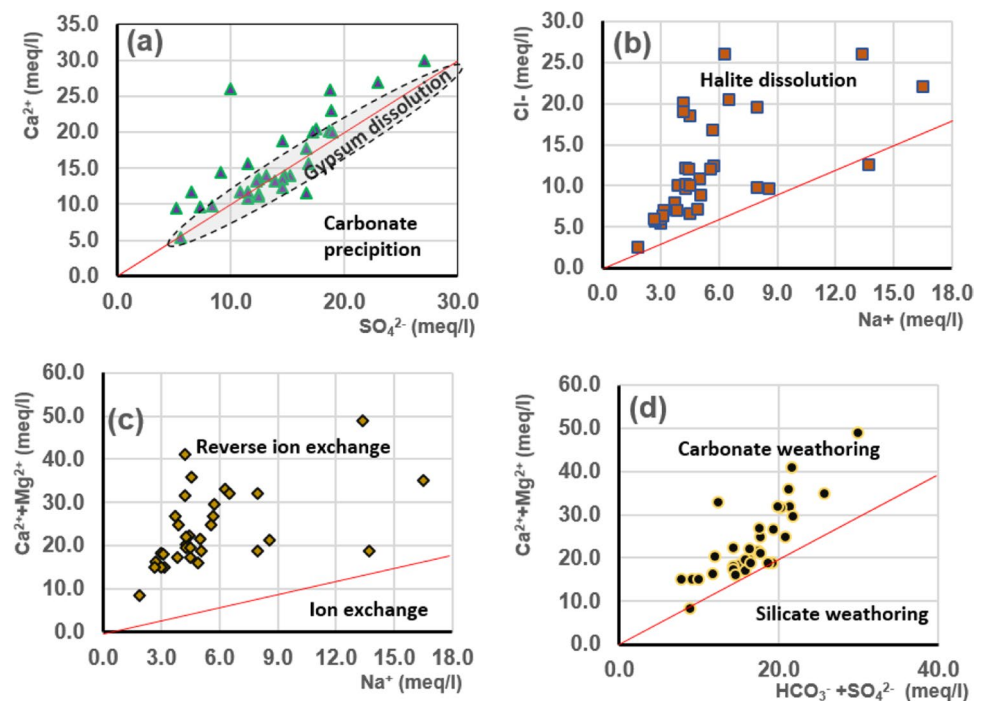 (a)
35.0
30.0
25.0
20.0
15.0
10.0
5.0
0.0
Ca²⁺ (meq/l)
Gypsum dissolution
Carbonate
precipition
0.0 10.0 20.0 30.0
SO₄²⁻ (meq/l)
(b)
30.0
25.0
20.0
15.0
10.0
5.0
0.0
Cl- (meq/l)
Halite dissolution
0.0 3.0 6.0 9.0 12.0 15.0 18.0
Na+ (meq/l)
(c)
60.0
50.0
40.0
30.0
20.0
10.0
0.0
Ca²⁺+Mg²⁺ (meq/l)
Reverse ion exchange
Ion exchange
0.0 3.0 6.0 9.0 12.0 15.0 18.0
Na⁺ (meq/l)
(d)
60.0
50.0
40.0
30.0
20.0
10.0
0.0
Ca²⁺+Mg²⁺ (meq/l)
Carbonate weathoring
Silicate weathoring
0.0 20.0 40.0
HCO₃⁻ +SO₄²⁻ (meq/l)